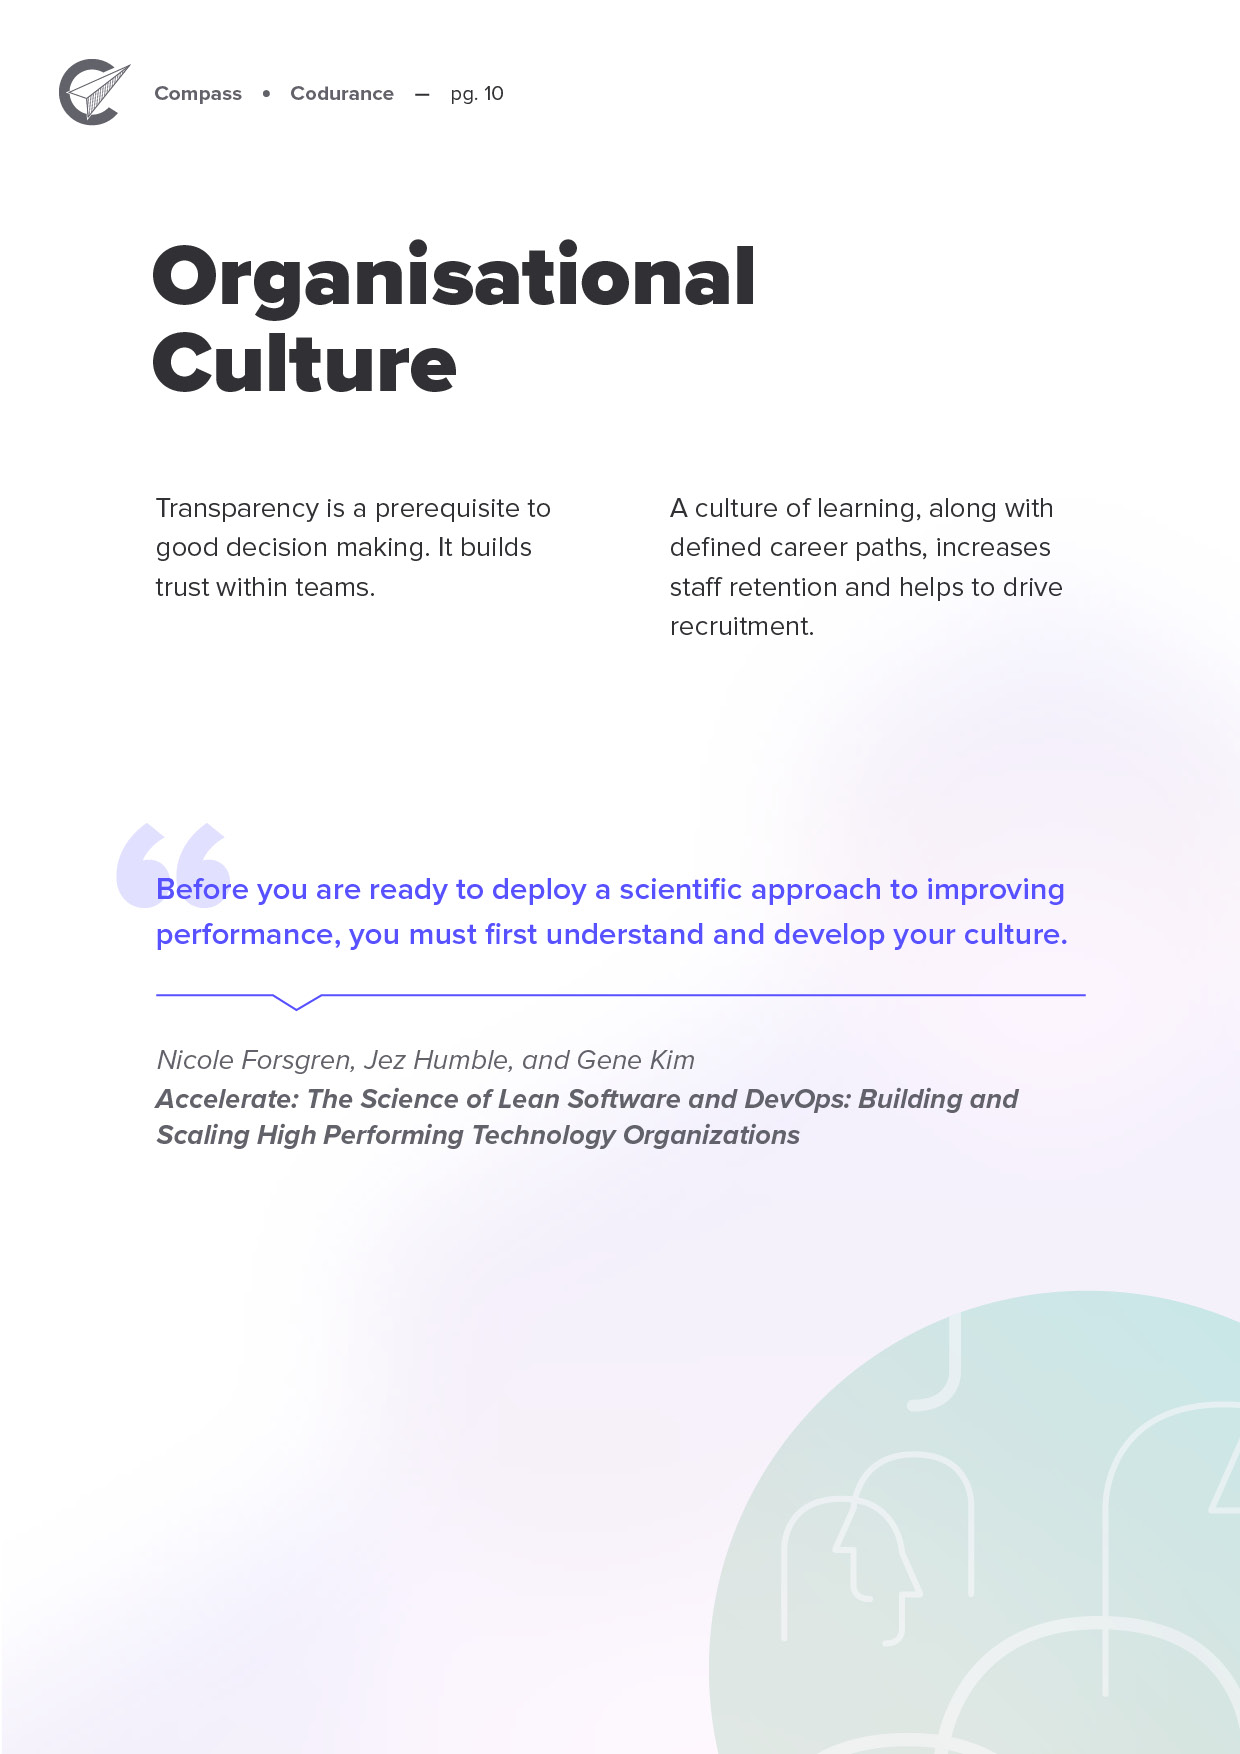 Compass • Codurance – pg. 10
Organisational
Culture
Transparency is a prerequisite to
good decision making. It builds
trust within teams.
A culture of learning, along with
defined career paths, increases
staff retention and helps to drive
recruitment.
“
Before you are ready to deploy a scientific approach to improving
performance, you must first understand and develop your culture.
Nicole Forsgren, Jez Humble, and Gene Kim
Accelerate: The Science of Lean Software and DevOps: Building and
Scaling High Performing Technology Organizations